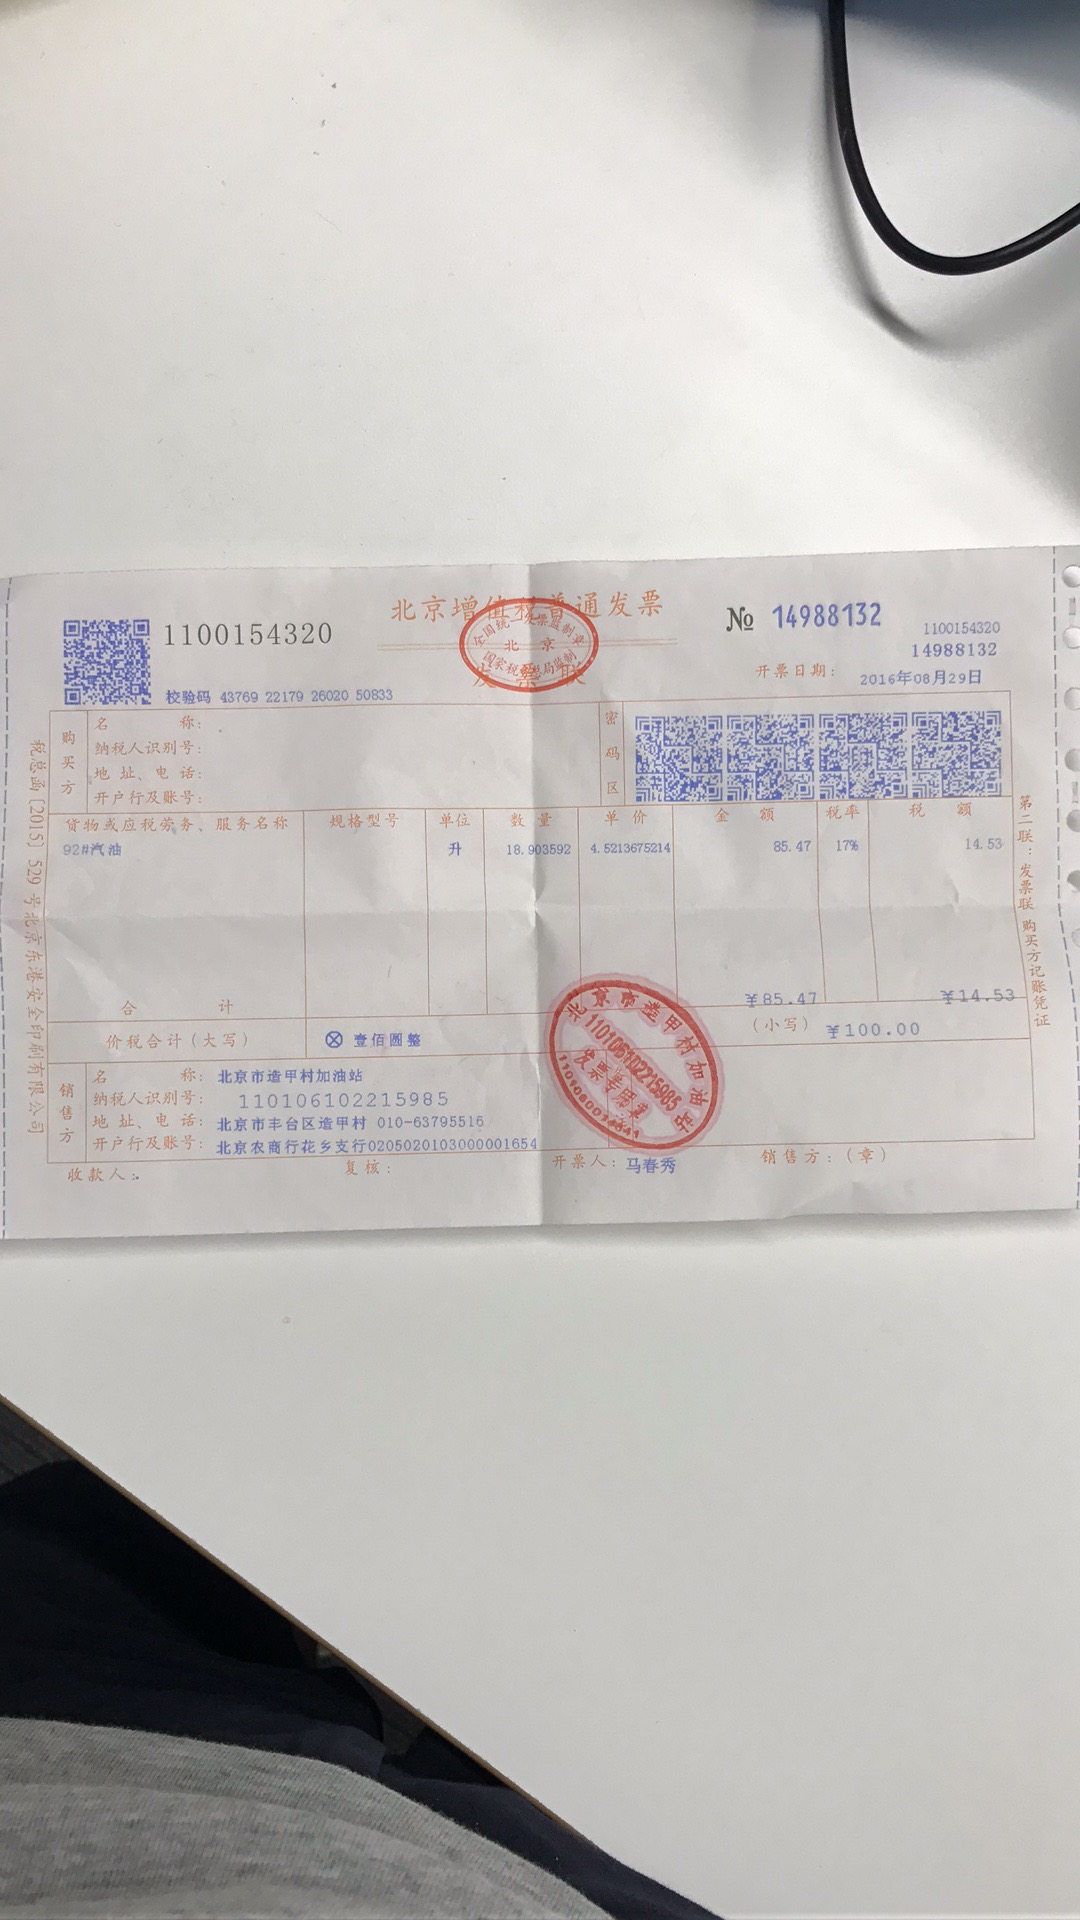 北京增值税普通发票
发票联
全国统一发票监制章
北京
国家税务总局监制
1100154320
№ 14988132
1100154320
14988132
校验码 43769 22179 26020 50833
开票日期: 2016年08月29日
购买方
名称:
纳税人识别号:
地址、电话:
开户行及账号:
密码区
货物或应税劳务、服务名称 规格型号 单位 数量 单价 金额 税率 税额
92#汽油 升 18.903592 4.5213675214 85.47 17% 14.53
合计 ¥85.47 ¥14.53
价税合计(大写) ⊗ 壹佰圆整 (小写) ¥100.00
销售方
名称: 北京市造甲村加油站
纳税人识别号: 110106102215985
地址、电话: 北京市丰台区造甲村 010-63795516
开户行及账号: 北京农商行花乡支行0205020103000001654
收款人: 复核: 开票人: 马春秀 销售方:(章)
北京市造甲村加油站
110106102215985
发票专用章
税总函〔2015〕529号北京东港安全印刷有限公司
第二联:发票联 购买方记账凭证